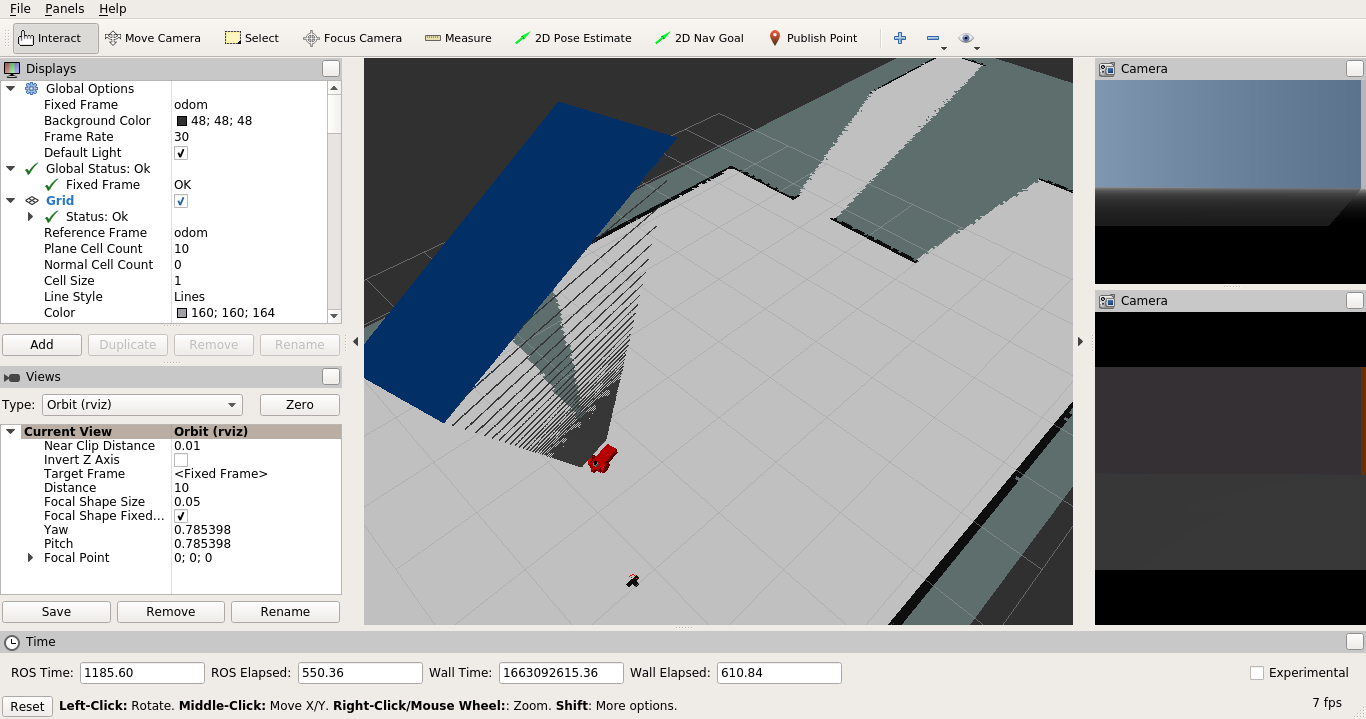 File Panels Help
Interact Move Camera Select Focus Camera Measure 2D Pose Estimate 2D Nav Goal Publish Point
Displays
Global Options
Fixed Frame odom
Background Color 48; 48; 48
Frame Rate 30
Default Light
Global Status: Ok
Fixed Frame OK
Grid
Status: Ok
Reference Frame odom
Plane Cell Count 10
Normal Cell Count 0
Cell Size 1
Line Style Lines
Color 160; 160; 164
Add Duplicate Remove Rename
Views
Type: Orbit (rviz) Zero
Current View Orbit (rviz)
Near Clip Distance 0.01
Invert Z Axis
Target Frame <Fixed Frame>
Distance 10
Focal Shape Size 0.05
Focal Shape Fixed...
Yaw 0.785398
Pitch 0.785398
Focal Point 0; 0; 0
Save Remove Rename
Camera
Camera
Time
ROS Time: 1185.60 ROS Elapsed: 550.36 Wall Time: 1663092615.36 Wall Elapsed: 610.84 Experimental
Reset Left-Click: Rotate. Middle-Click: Move X/Y. Right-Click/Mouse Wheel:: Zoom. Shift: More options. 7 fps